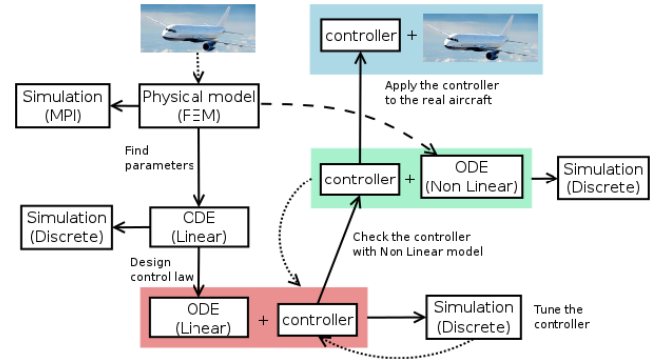 controller +
Apply the controller
to the real aircraft
Simulation
(MPI)
Physical model
(FEM)
Find
parameters
controller
+
ODE
(Non Linear)
Simulation
(Discrete)
Simulation
(Discrete)
CDE
(Linear)
Check the controller
with Non Linear model
Design
control law
ODE
(Linear)
+
controller
Simulation
(Discrete)
Tune the
controller